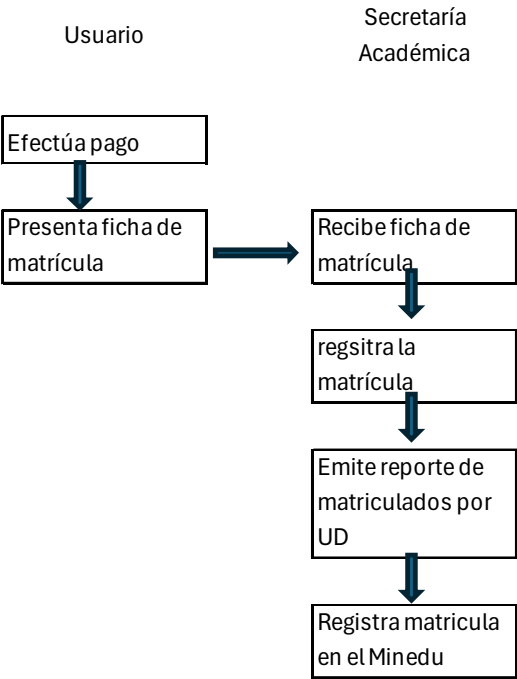 Usuario
Secretaría
Académica
Efectúa pago
Presenta ficha de
matrícula
Recibe ficha de
matrícula
regsitra la
matrícula
Emite reporte de
matriculados por
UD
Registra matricula
en el Minedu